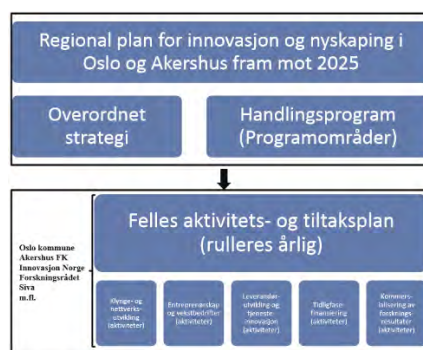 Regional plan for innovasjon og nyskaping i
Oslo og Akershus fram mot 2025
Overordnet
strategi
Handlingsprogram
(Programområder)
Felles aktivitets- og tiltaksplan
(rulleres årlig)
Oslo kommune
Akershus FK
Innovasjon Norge
Forskningsrådet
Siva
m.fl.
Klynge- og
nettverks-
utvikling
(aktiviteter)
Entreprenørskap
og vekstbedrifter
(aktiviteter)
Leverandør-
utvikling og
tjeneste-
innovasjon
(aktiviteter)
Tidligfase-
finansiering
(aktiviteter)
Kommers-
ialisering av
forsknings-
resultater
(aktiviteter)